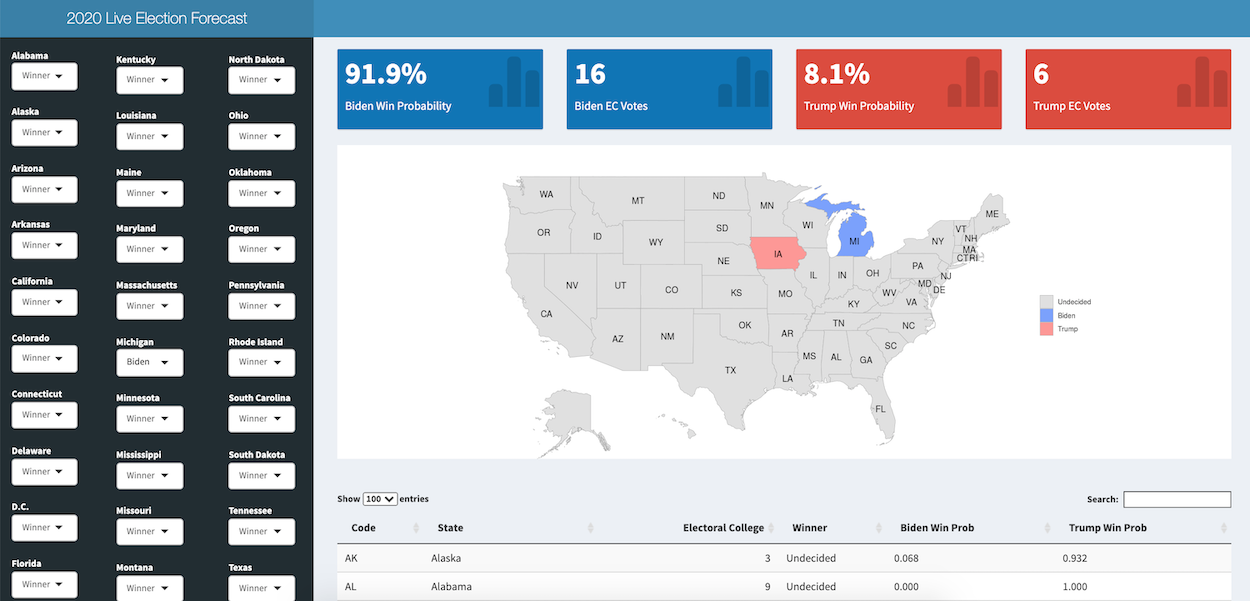 2020 Live Election Forecast
Alabama
Winner
Alaska
Winner
Arizona
Winner
Arkansas
Winner
California
Winner
Colorado
Winner
Connecticut
Winner
Delaware
Winner
D.C.
Winner
Florida
Winner
Kentucky
Winner
Louisiana
Winner
Maine
Winner
Maryland
Winner
Massachusetts
Winner
Michigan
Biden
Minnesota
Winner
Mississippi
Winner
Missouri
Winner
Montana
Winner
North Dakota
Winner
Ohio
Winner
Oklahoma
Winner
Oregon
Winner
Pennsylvania
Winner
Rhode Island
Winner
South Carolina
Winner
South Dakota
Winner
Tennessee
Winner
Texas
Winner
91.9%
Biden Win Probability
16
Biden EC Votes
8.1%
Trump Win Probability
6
Trump EC Votes
WA MT ND MN ME
OR ID WY SD WI MI NY VT NH
MA
CT RI
NE IA IL IN OH PA NJ
NV UT CO KS MO KY WV MD DE
VA
CA AZ NM OK AR TN NC
SC
TX LA MS AL GA
FL
Undecided
Biden
Trump
Show 100 entries
Search:
Code State Electoral College Winner Biden Win Prob Trump Win Prob
AK Alaska 3 Undecided 0.068 0.932
AL Alabama 9 Undecided 0.000 1.000